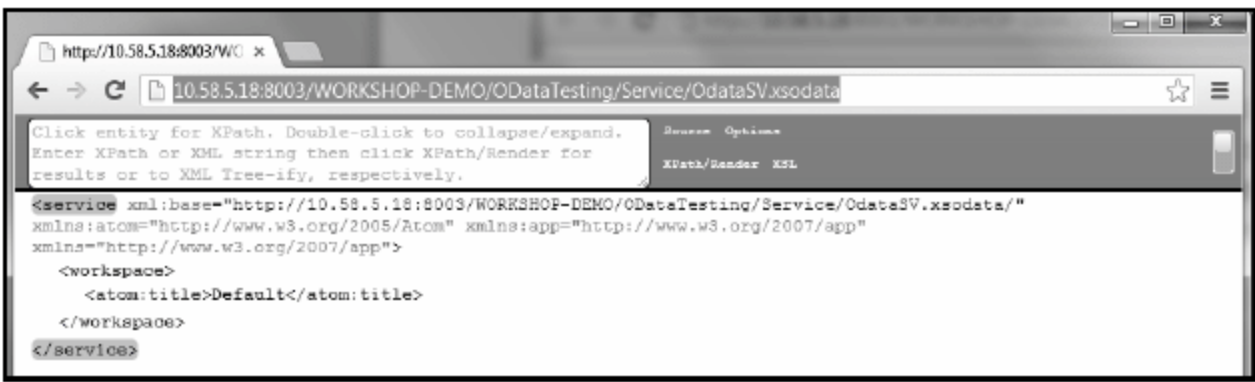 http://10.58.5.18:8003/WO
10.58.5.18:8003/WORKSHOP-DEMO/ODataTesting/Service/OdataSV.xsodata
Click entity for XPath. Double-click to collapse/expand.
Enter XPath or XML string then click XPath/Render for
results or to XML Tree-ify, respectively.
Source Options
XPath/Render XSL
<service xml:base="http://10.58.5.18:8003/WORKSHOP-DEMO/ODataTesting/Service/OdataSV.xsodata/"
xmlns:atom="http://www.w3.org/2005/Atom" xmlns:app="http://www.w3.org/2007/app"
xmlns="http://www.w3.org/2007/app">
<workspace>
<atom:title>Default</atom:title>
</workspace>
</service>